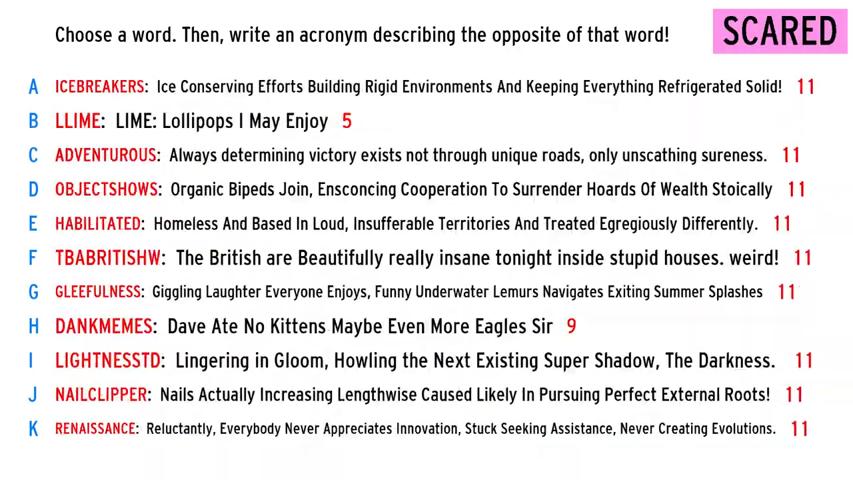 Choose a word. Then, write an acronym describing the opposite of that word!
SCARED
A ICEBREAKERS: Ice Conserving Efforts Building Rigid Environments And Keeping Everything Refrigerated Solid! 11
B LLIME: LIME: Lollipops I May Enjoy 5
C ADVENTUROUS: Always determining victory exists not through unique roads, only unscathing sureness. 11
D OBJECTSHOWS: Organic Bipeds Join, Ensconcing Cooperation To Surrender Hoards Of Wealth Stoically 11
E HABILITATED: Homeless And Based In Loud, Insufferable Territories And Treated Egregiously Differently. 11
F TBABRITISHW: The British are Beautifully really insane tonight inside stupid houses. weird! 11
G GLEEFULNESS: Giggling Laughter Everyone Enjoys, Funny Underwater Lemurs Navigates Exiting Summer Splashes 11
H DANKMEMES: Dave Ate No Kittens Maybe Even More Eagles Sir 9
I LIGHTNESSTD: Lingering in Gloom, Howling the Next Existing Super Shadow, The Darkness. 11
J NAILCLIPPER: Nails Actually Increasing Lengthwise Caused Likely In Pursuing Perfect External Roots! 11
K RENAISSANCE: Reluctantly, Everybody Never Appreciates Innovation, Stuck Seeking Assistance, Never Creating Evolutions. 11